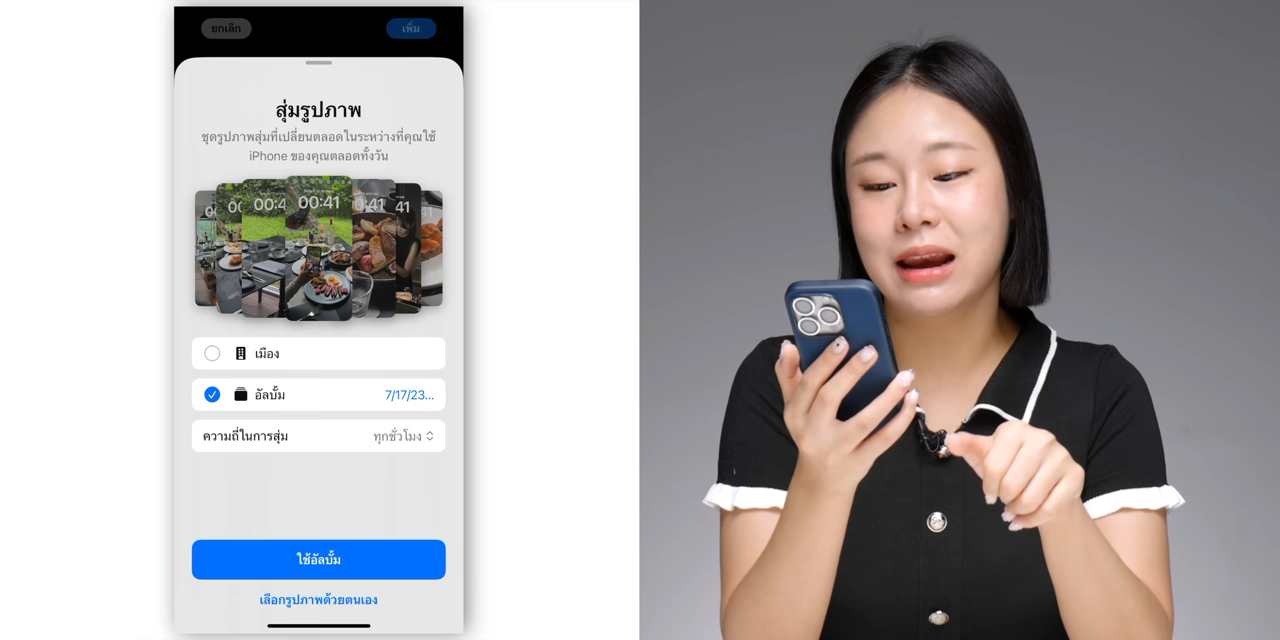 ยกเลิก
เพิ่ม
สุ่มรูปภาพ
ชุดรูปภาพสุ่มที่เปลี่ยนตลอดในระหว่างที่คุณใช้
iPhone ของคุณตลอดทั้งวัน
00:4
00:41
0:41
41
เมือง
อัลบั้ม
7/17/23...
ความถี่ในการสุ่ม
ทุกชั่วโมง
ใช้อัลบั้ม
เลือกรูปภาพด้วยตนเอง